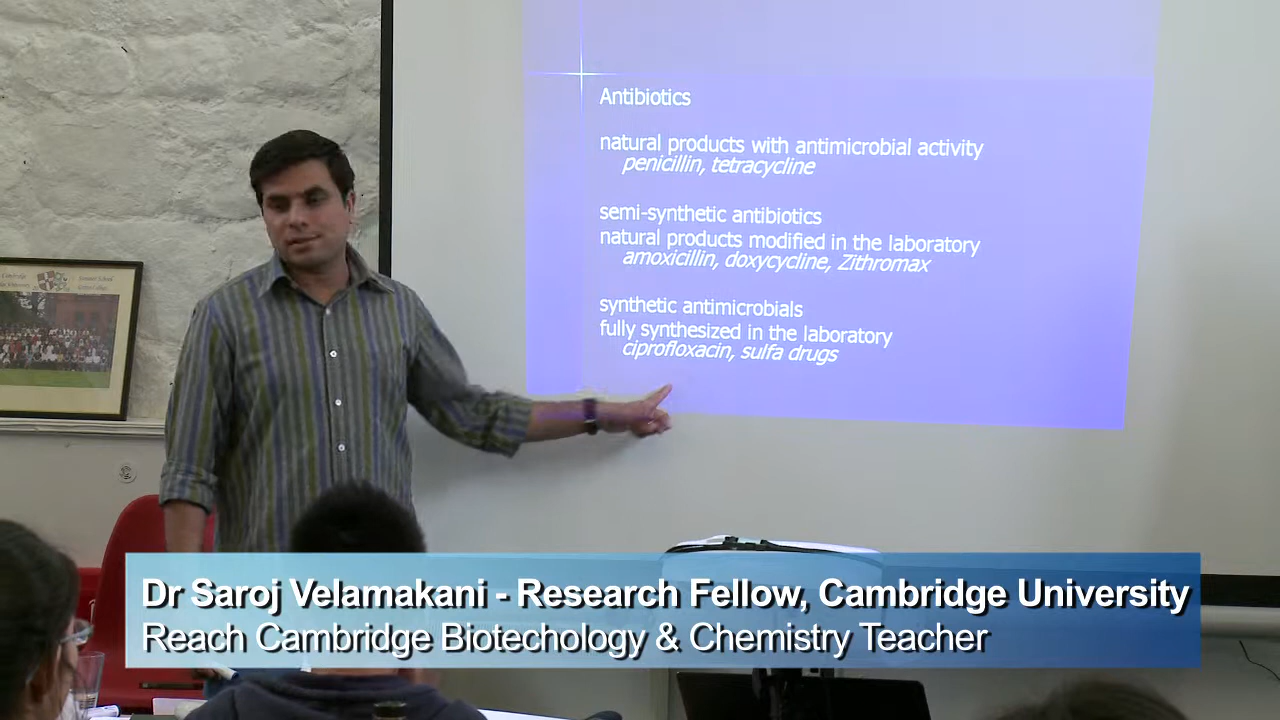 Antibiotics
natural products with antimicrobial activity
penicillin, tetracycline
semi-synthetic antibiotics
natural products modified in the laboratory
amoxicillin, doxycycline, Zithromax
synthetic antimicrobials
fully synthesized in the laboratory
ciprofloxacin, sulfa drugs
Dr Saroj Velamakani - Research Fellow, Cambridge University
Reach Cambridge Biotechology & Chemistry Teacher